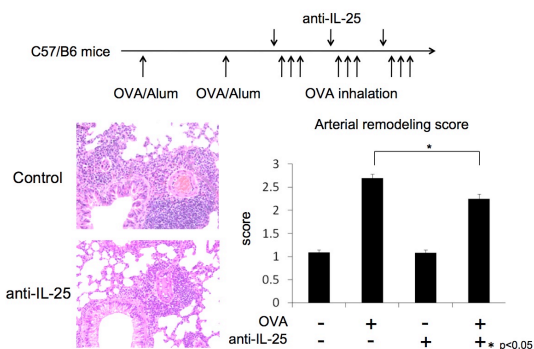 anti-IL-25
C57/B6 mice
OVA/Alum OVA/Alum OVA inhalation
Control
anti-IL-25
Arterial remodeling score
*
score
3
2.5
2
1.5
1
0.5
0
OVA - + - +
anti-IL-25 - - + +
* p<0.05